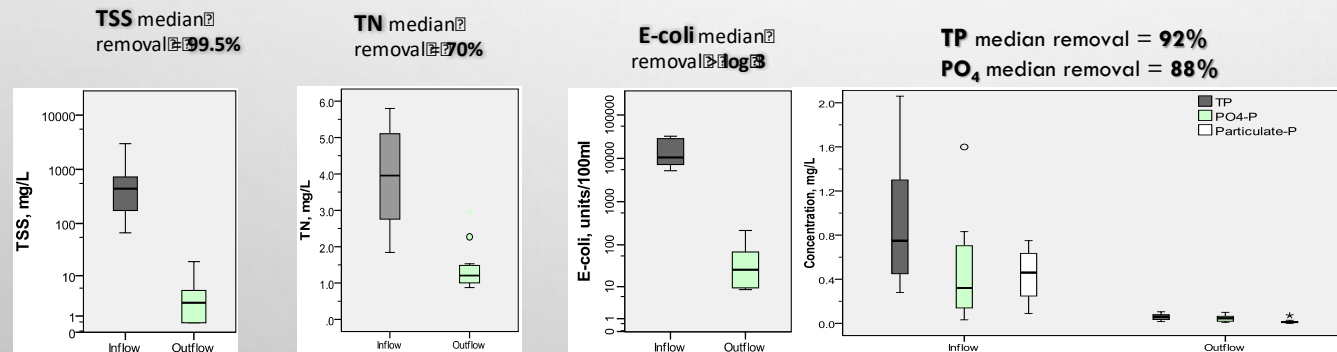 TSS median
removal = 99.5%
TN median
removal = 70%
E-coli median
removal > log 3
TP median removal = 92%
PO4 median removal = 88%
TSS, mg/L
10000
1000
100
10
1
0
Inflow
Outflow
TN, mg/L
6.0
5.0
4.0
3.0
2.0
1.0
0.0
Inflow
Outflow
E-coli, units/100ml
100000
10000
1000
100
10
1
0
Inflow
Outflow
Concentration, mg/L
2.0
1.6
1.2
0.8
0.4
0.0
TP
PO4-P
Particulate-P
Inflow
Outflow